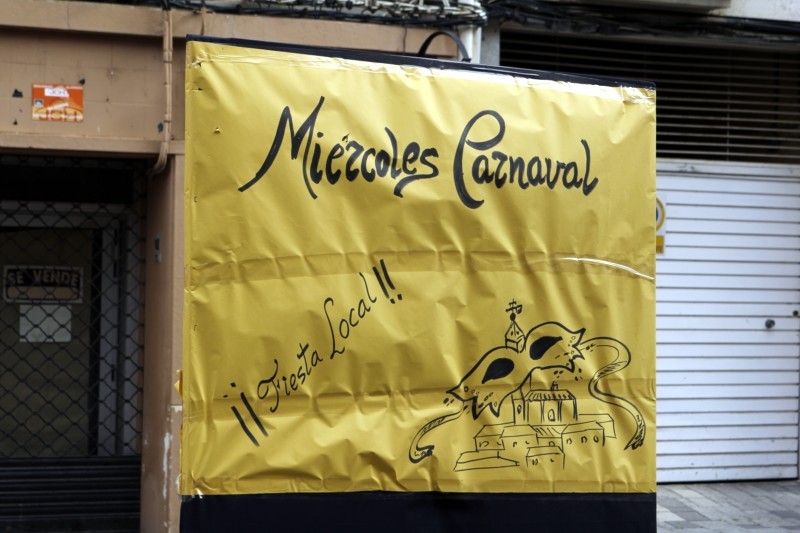 Miércoles Carnaval
¡¡Fiesta Local!!
SE VENDE